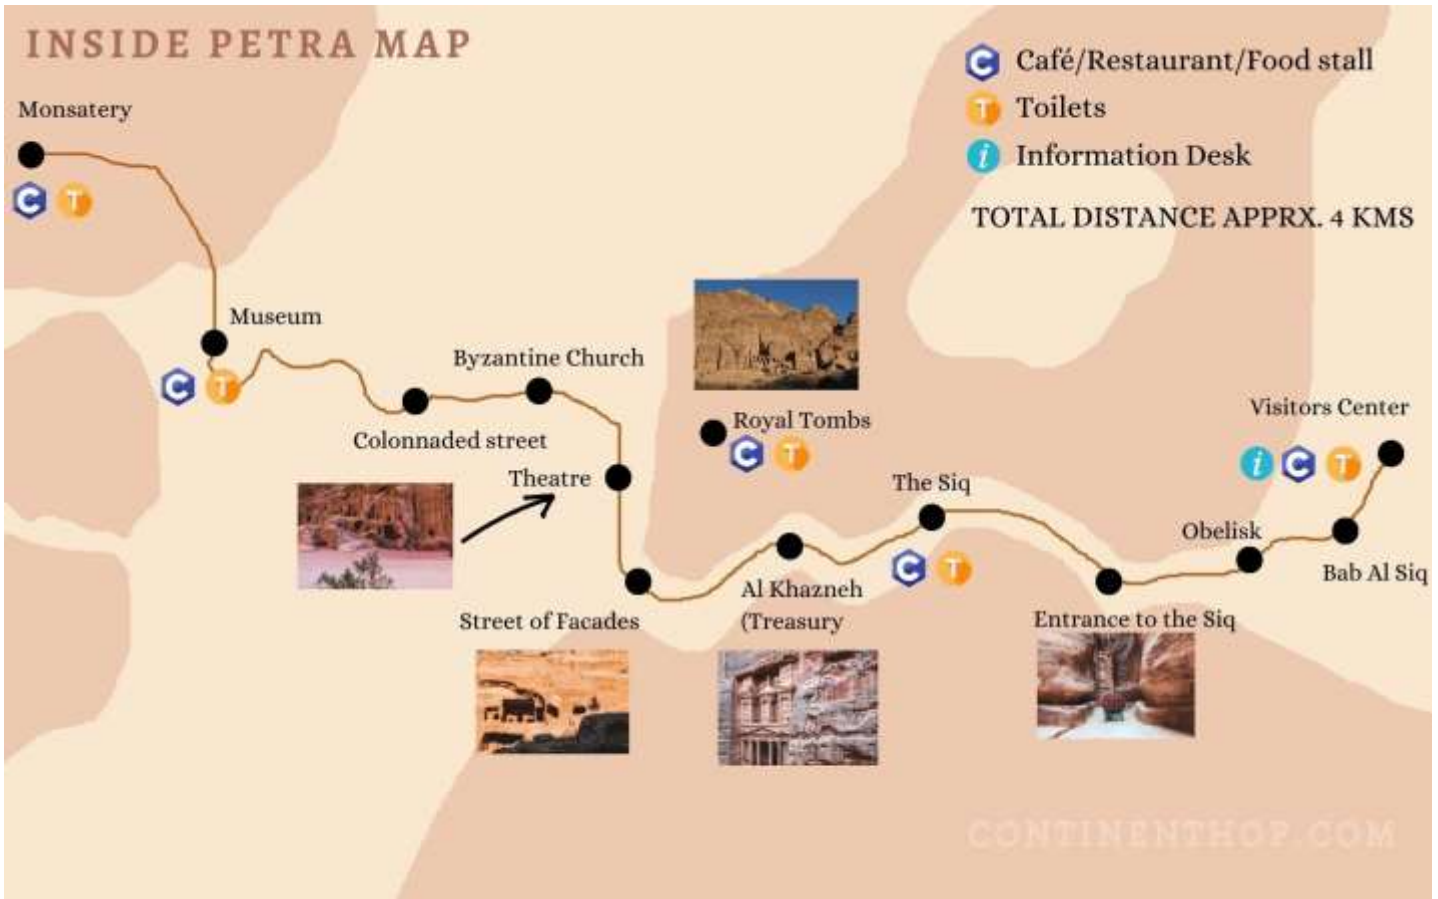 INSIDE PETRA MAP
C Café/Restaurant/Food stall
T Toilets
i Information Desk
TOTAL DISTANCE APPRX. 4 KMS
Monsatery
C T
Museum
C T
Byzantine Church
Colonnaded street
Theatre
Royal Tombs
C T
Visitors Center
i C T
The Siq
C T
Obelisk
Bab Al Siq
Al Khazneh
(Treasury
Street of Facades
Entrance to the Siq
CONTINENTHOP.COM